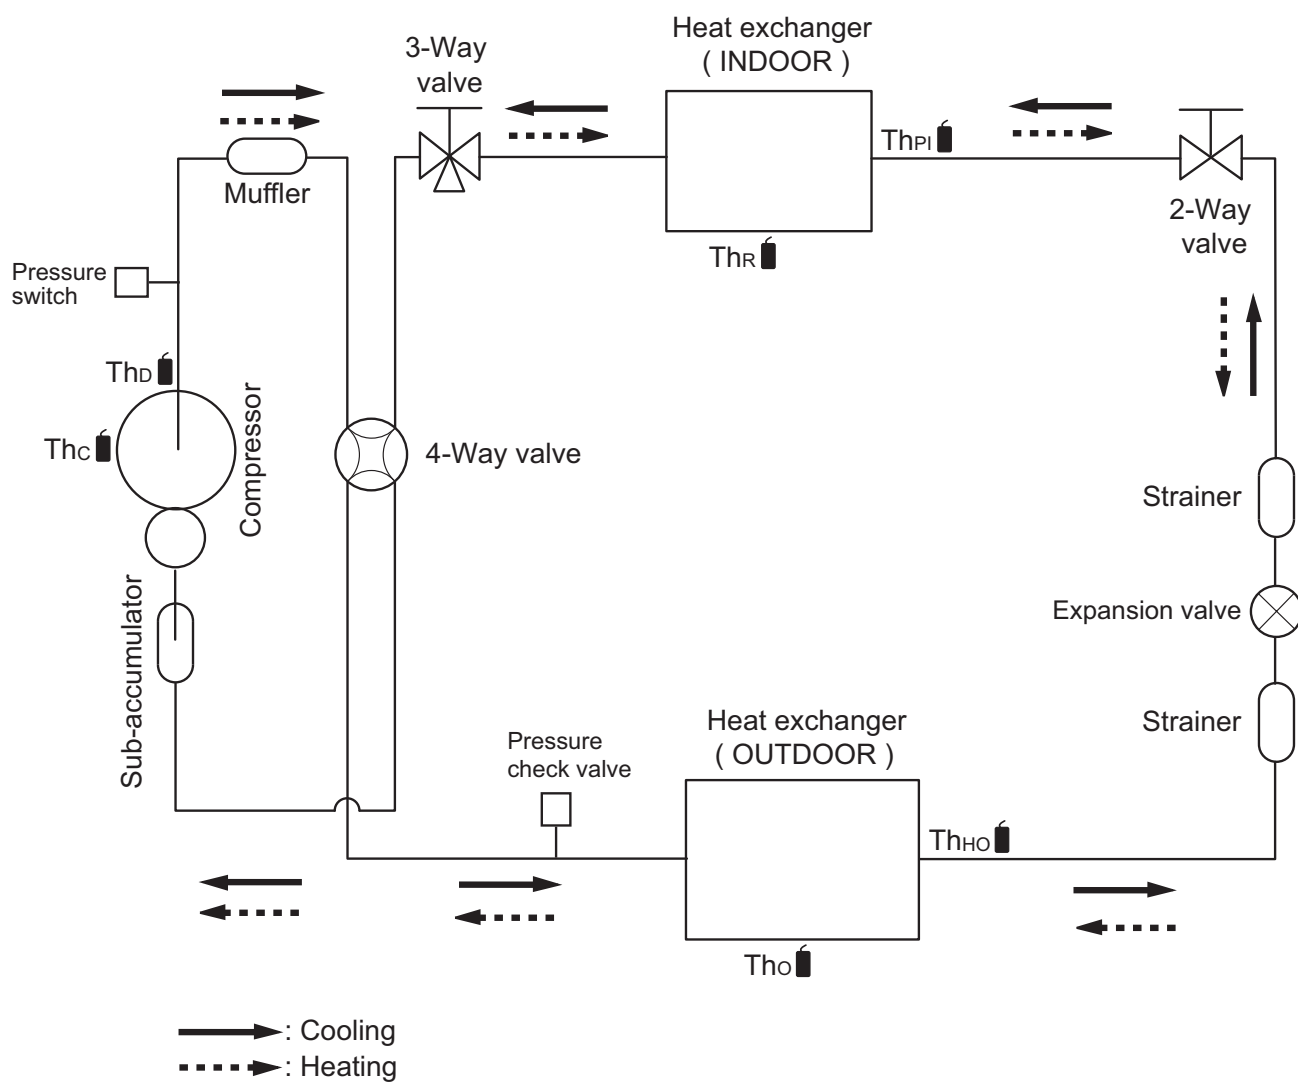 Heat exchanger
( INDOOR )
3-Way
valve
ThPI
Muffler
2-Way
valve
ThR
Pressure
switch
ThD
Compressor
ThC
4-Way valve
Strainer
Expansion valve
Sub-accumulator
Strainer
Heat exchanger
( OUTDOOR )
Pressure
check valve
ThHO
ThO
: Cooling
: Heating